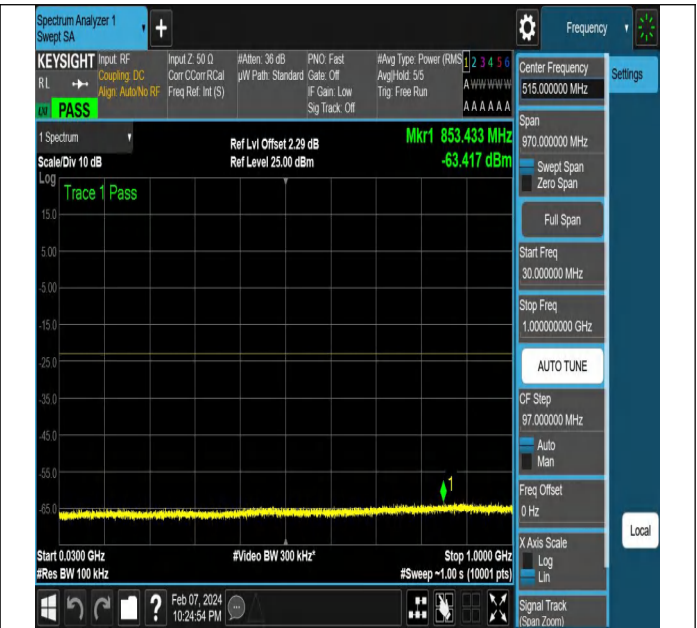 Spectrum Analyzer 1
Swept SA
+
Frequency
KEYSIGHT
RL
PASS
Input: RF
Coupling: DC
Align: Auto/No RF
Input Z: 50 Ω
Corr CCorr RCal
Freq Ref: Int (S)
#Atten: 36 dB
µW Path: Standard
PNO: Fast
Gate: Off
IF Gain: Low
Sig Track: Off
#Avg Type: Power (RMS
Avg|Hold: 5/5
Trig: Free Run
1 2 3 4 5 6
A W W W W W
A A A A A A
Center Frequency
515.000000 MHz
Settings
Span
970.000000 MHz
Swept Span
Zero Span
Full Span
Start Freq
30.000000 MHz
Stop Freq
1.000000000 GHz
AUTO TUNE
CF Step
97.000000 MHz
Auto
Man
Freq Offset
0 Hz
X Axis Scale
Log
Lin
Local
Signal Track
(Span Zoom)
1 Spectrum
Scale/Div 10 dB
Ref Lvl Offset 2.29 dB
Ref Level 25.00 dBm
Mkr1 853.433 MHz
-63.417 dBm
Log
Trace 1 Pass
15.0
5.00
-5.00
-15.0
-25.0
-35.0
-45.0
-55.0
-65.0
1
Start 0.0300 GHz
#Video BW 300 kHz*
Stop 1.0000 GHz
#Res BW 100 kHz
#Sweep ~1.00 s (10001 pts)
?
Feb 07, 2024
10:24:54 PM